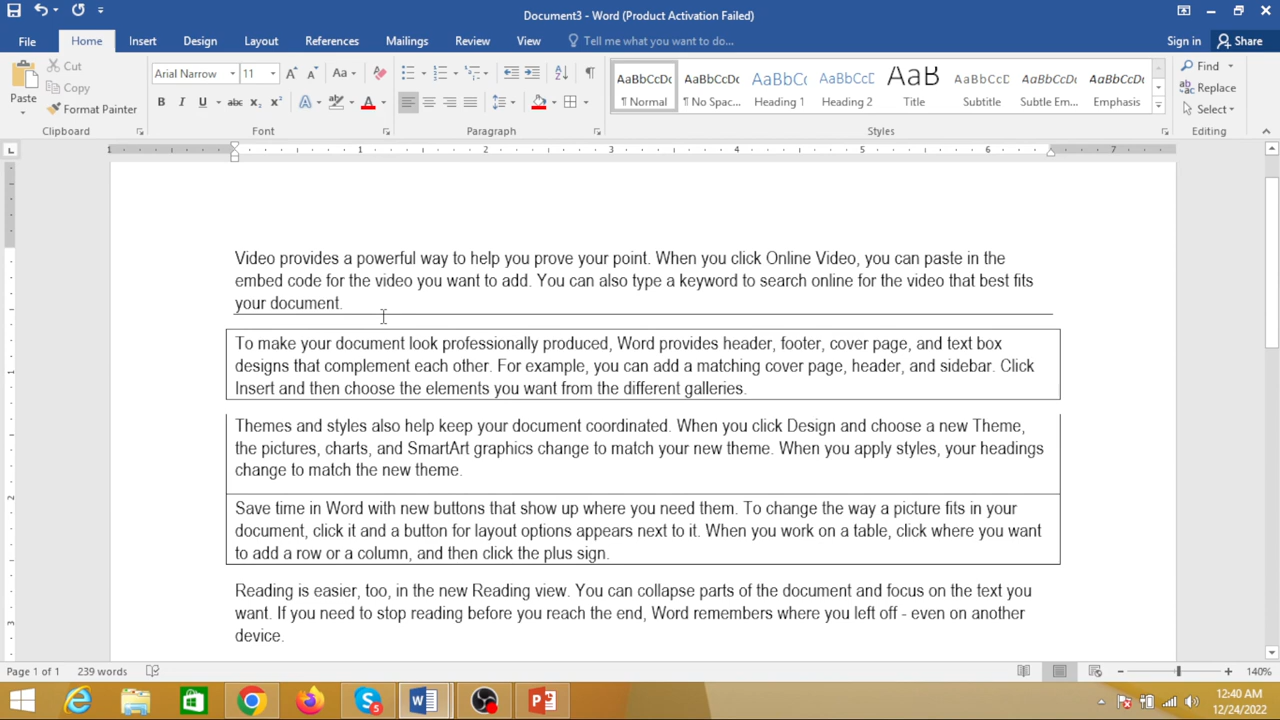 Document3 - Word (Product Activation Failed)
File Home Insert Design Layout References Mailings Review View Tell me what you want to do... Sign in Share
Paste Cut Copy Format Painter
Clipboard
Arial Narrow 11
Font
Paragraph
AaBbCcDc ¶ Normal
AaBbCcDc ¶ No Spac...
AaBbCc Heading 1
AaBbCcC Heading 2
AaB Title
AaBbCcD Subtitle
AaBbCcDc Subtle Em...
AaBbCcDc Emphasis
Styles
Find
Replace
Select
Editing
1 1 2 3 4 5 6 7
Video provides a powerful way to help you prove your point. When you click Online Video, you can paste in the
embed code for the video you want to add. You can also type a keyword to search online for the video that best fits
your document.
To make your document look professionally produced, Word provides header, footer, cover page, and text box
designs that complement each other. For example, you can add a matching cover page, header, and sidebar. Click
Insert and then choose the elements you want from the different galleries.
Themes and styles also help keep your document coordinated. When you click Design and choose a new Theme,
the pictures, charts, and SmartArt graphics change to match your new theme. When you apply styles, your headings
change to match the new theme.
Save time in Word with new buttons that show up where you need them. To change the way a picture fits in your
document, click it and a button for layout options appears next to it. When you work on a table, click where you want
to add a row or a column, and then click the plus sign.
Reading is easier, too, in the new Reading view. You can collapse parts of the document and focus on the text you
want. If you need to stop reading before you reach the end, Word remembers where you left off - even on another
device.
Page 1 of 1 239 words 140%
12:40 AM
12/24/2022